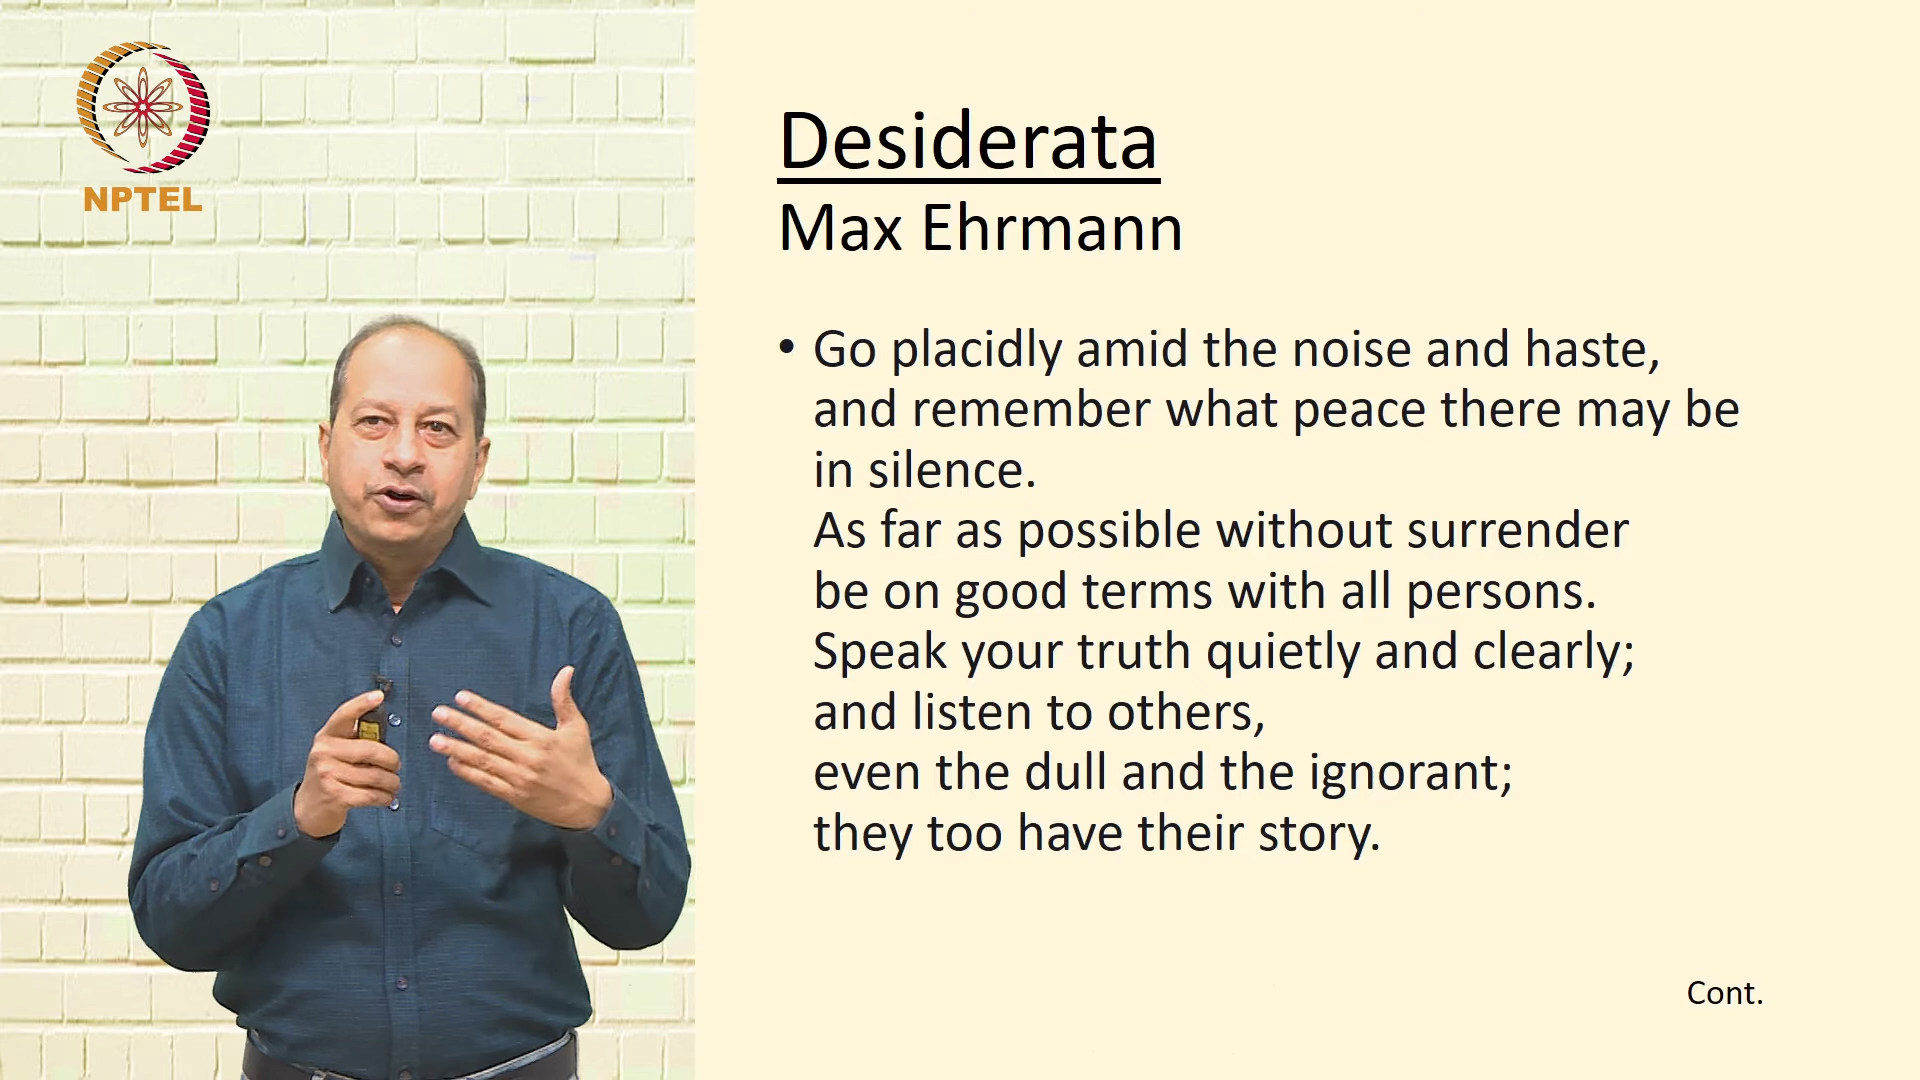 NPTEL
Desiderata
Max Ehrmann
• Go placidly amid the noise and haste,
and remember what peace there may be
in silence.
As far as possible without surrender
be on good terms with all persons.
Speak your truth quietly and clearly;
and listen to others,
even the dull and the ignorant;
they too have their story.
Cont.